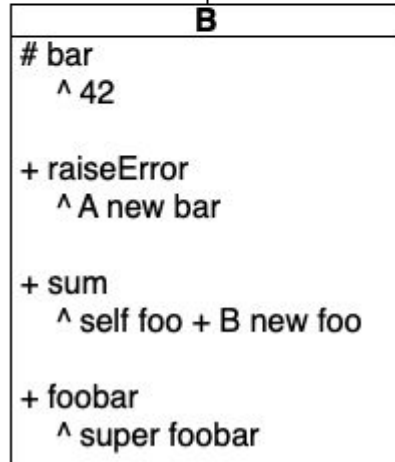 B
# bar
^ 42
+ raiseError
^ A new bar
+ sum
^ self foo + B new foo
+ foobar
^ super foobar